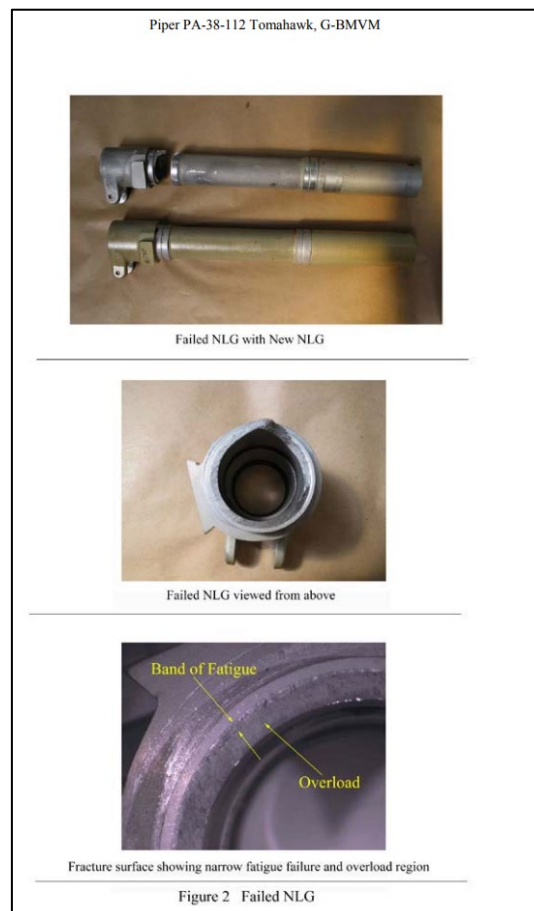 Piper PA-38-112 Tomahawk, G-BMVM
Failed NLG with New NLG
Failed NLG viewed from above
Band of Fatigue
Overload
Fracture surface showing narrow fatigue failure and overload region
Figure 2 Failed NLG